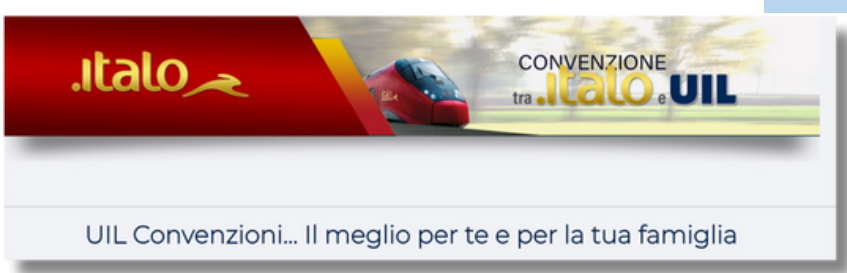 .italo
CONVENZIONE
tra .italo e UIL
UIL Convenzioni... Il meglio per te e per la tua famiglia